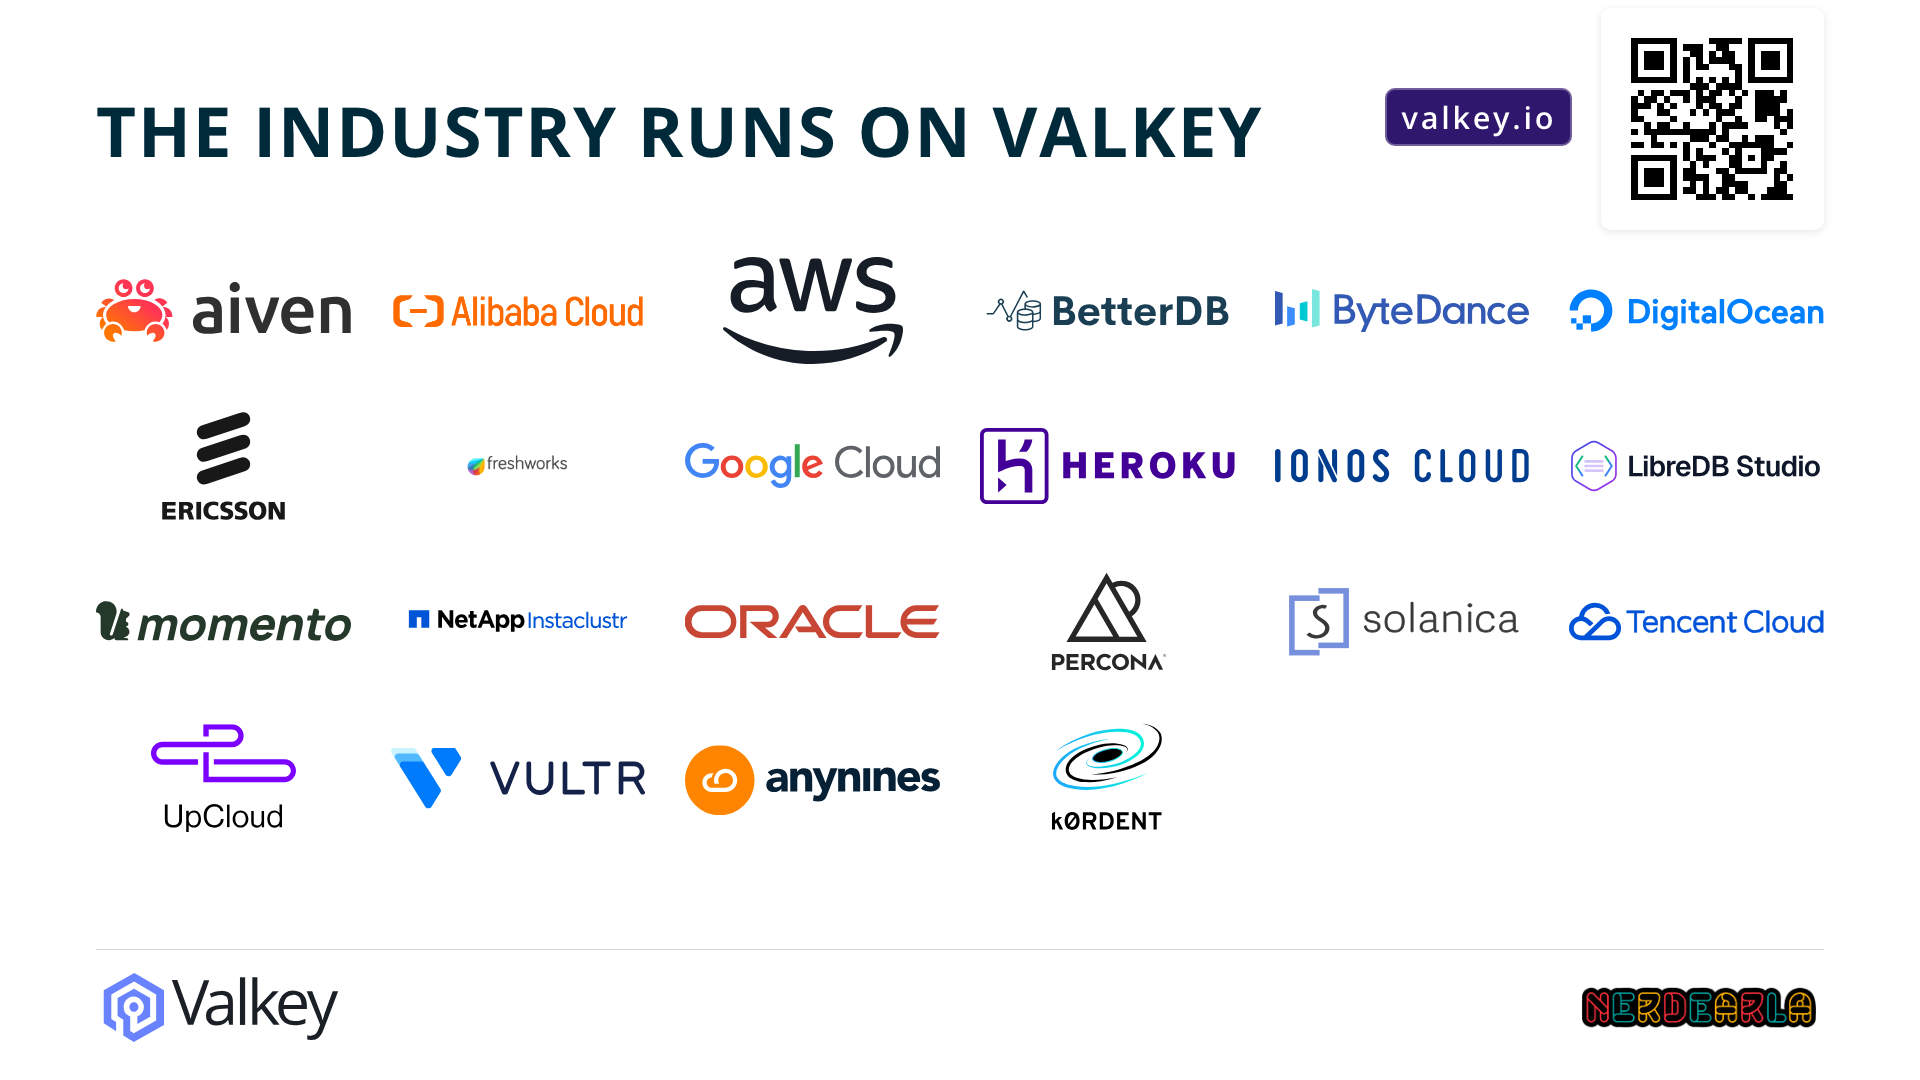 THE INDUSTRY RUNS ON VALKEY
valkey.io
aiven
Alibaba Cloud
aws
BetterDB
ByteDance
DigitalOcean
ERICSSON
freshworks
Google Cloud
HEROKU
IONOS CLOUD
LibreDB Studio
momento
NetApp Instaclustr
ORACLE
PERCONA
solanica
Tencent Cloud
UpCloud
VULTR
anynines
k0RDENT
Valkey
NERDEARLA